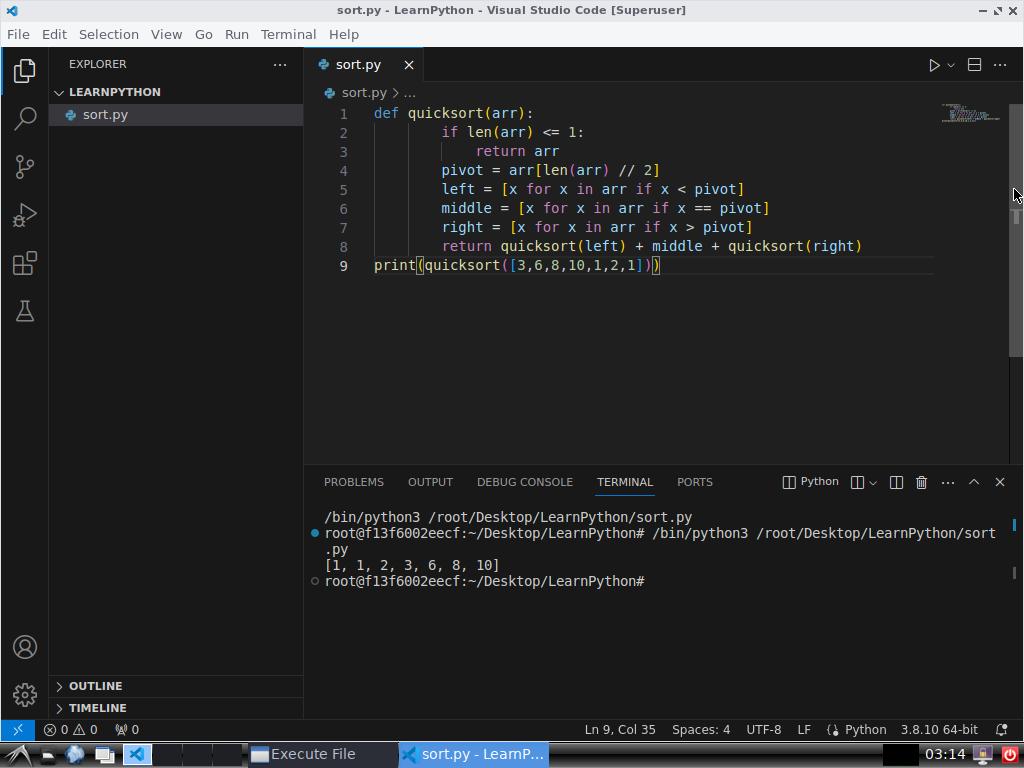 sort.py - LearnPython - Visual Studio Code [Superuser]
File Edit Selection View Go Run Terminal Help
EXPLORER
LEARNPYTHON
sort.py
sort.py
sort.py > ...
1 def quicksort(arr):
2 if len(arr) <= 1:
3 return arr
4 pivot = arr[len(arr) // 2]
5 left = [x for x in arr if x < pivot]
6 middle = [x for x in arr if x == pivot]
7 right = [x for x in arr if x > pivot]
8 return quicksort(left) + middle + quicksort(right)
9 print(quicksort([3,6,8,10,1,2,1]))
PROBLEMS OUTPUT DEBUG CONSOLE TERMINAL PORTS Python
/bin/python3 /root/Desktop/LearnPython/sort.py
root@f13f6002eecf:~/Desktop/LearnPython# /bin/python3 /root/Desktop/LearnPython/sort
.py
[1, 1, 2, 3, 6, 8, 10]
root@f13f6002eecf:~/Desktop/LearnPython#
OUTLINE
TIMELINE
0 0 0 Ln 9, Col 35 Spaces: 4 UTF-8 LF Python 3.8.10 64-bit
Execute File sort.py - LearnP... 03:14